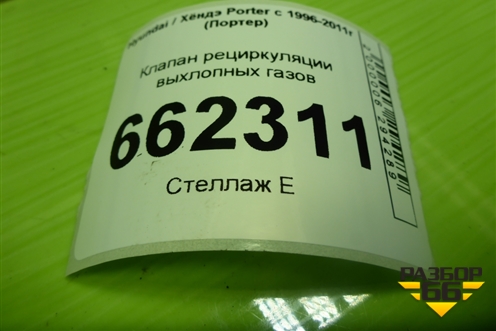 Hyundai / Хендэ Porter с 1996-2011г
(Портер)
Клапан рециркуляции
выхлопных газов
662311
Стеллаж Е
РАЗБОР
66